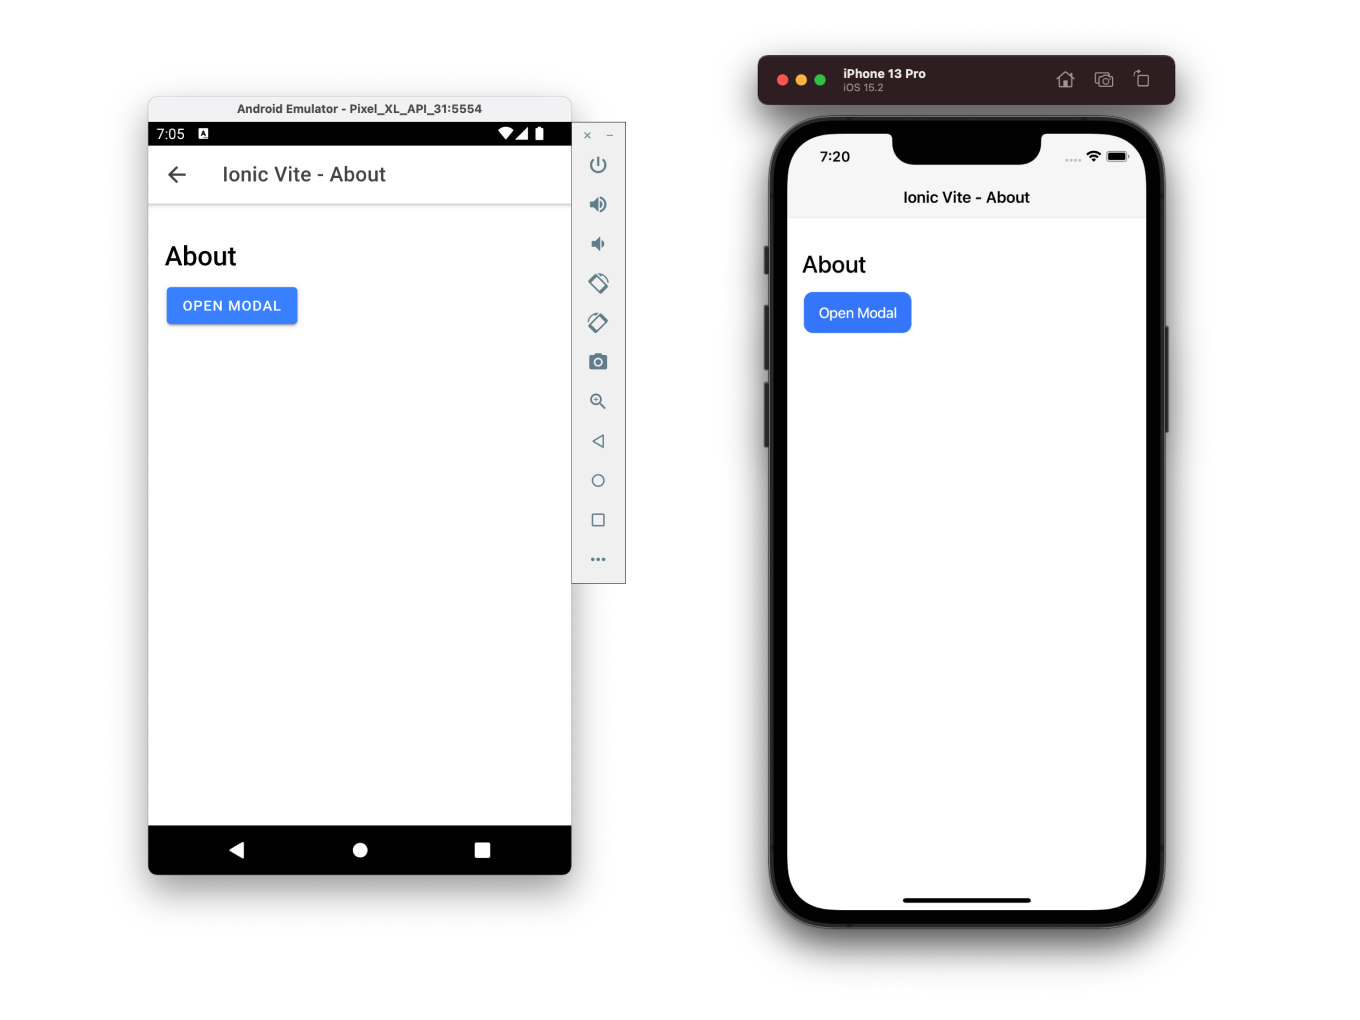 Android Emulator - Pixel_XL_API_31:5554
7:05
A
Ionic Vite - About
About
OPEN MODAL
iPhone 13 Pro
iOS 15.2
7:20
Ionic Vite - About
About
Open Modal